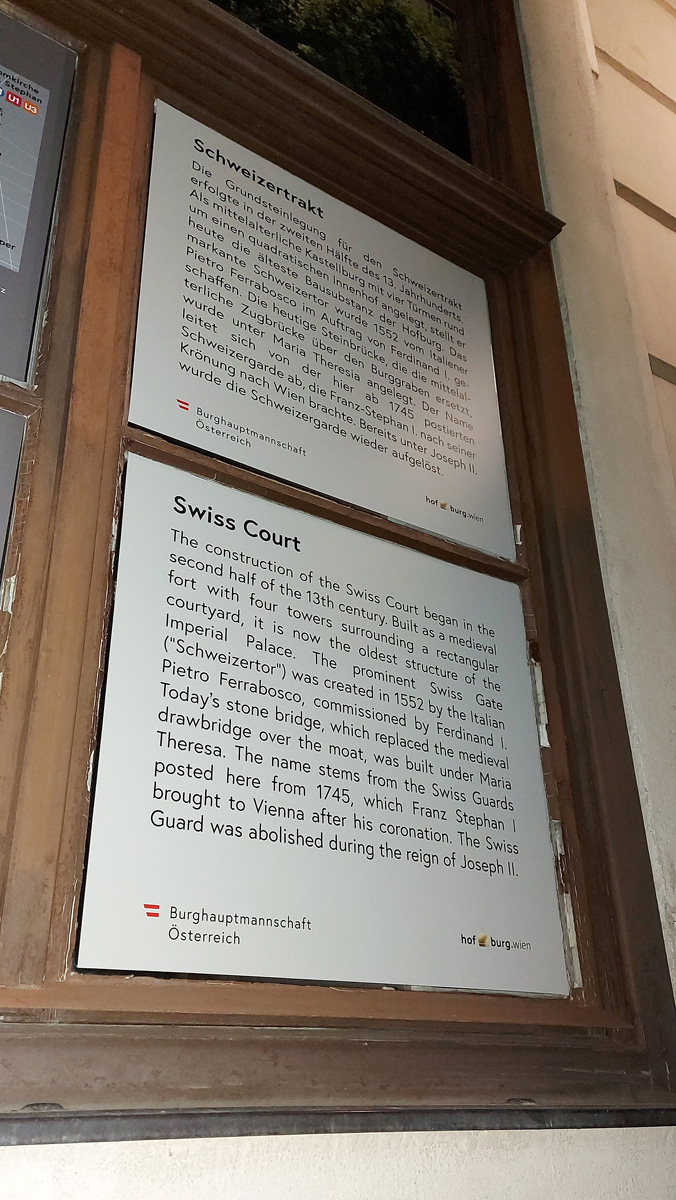 omkirche
Stephan
U1 U3
per
z
Schweizertrakt
Die Grundsteinlegung für den Schweizertrakt
erfolgte in der zweiten Hälfte des 13. Jahrhunderts.
Als mittelalterliche Kastellburg mit vier Türmen rund
um einen quadratischen Innenhof angelegt, stellt er
heute die älteste Bausubstanz der Hofburg. Das
markante Schweizertor wurde 1552 vom Italiener
Pietro Ferrabosco im Auftrag von Ferdinand I. ge-
schaffen. Die heutige Steinbrücke, die die mittelal-
terliche Zugbrücke über den Burggraben ersetzt,
wurde unter Maria Theresia angelegt. Der Name
leitet sich von der hier ab 1745 postierten
Schweizergarde ab, die Franz-Stephan I. nach seiner
Krönung nach Wien brachte. Bereits unter Joseph II.
wurde die Schweizergarde wieder aufgelöst.
Burghauptmannschaft
Österreich
hofburg.wien
Swiss Court
The construction of the Swiss Court began in the
second half of the 13th century. Built as a medieval
fort with four towers surrounding a rectangular
courtyard, it is now the oldest structure of the
Imperial Palace. The prominent Swiss Gate
("Schweizertor") was created in 1552 by the Italian
Pietro Ferrabosco, commissioned by Ferdinand I.
Today's stone bridge, which replaced the medieval
drawbridge over the moat, was built under Maria
Theresa. The name stems from the Swiss Guards
posted here from 1745, which Franz Stephan I
brought to Vienna after his coronation. The Swiss
Guard was abolished during the reign of Joseph II.
Burghauptmannschaft
Österreich
hofburg.wien